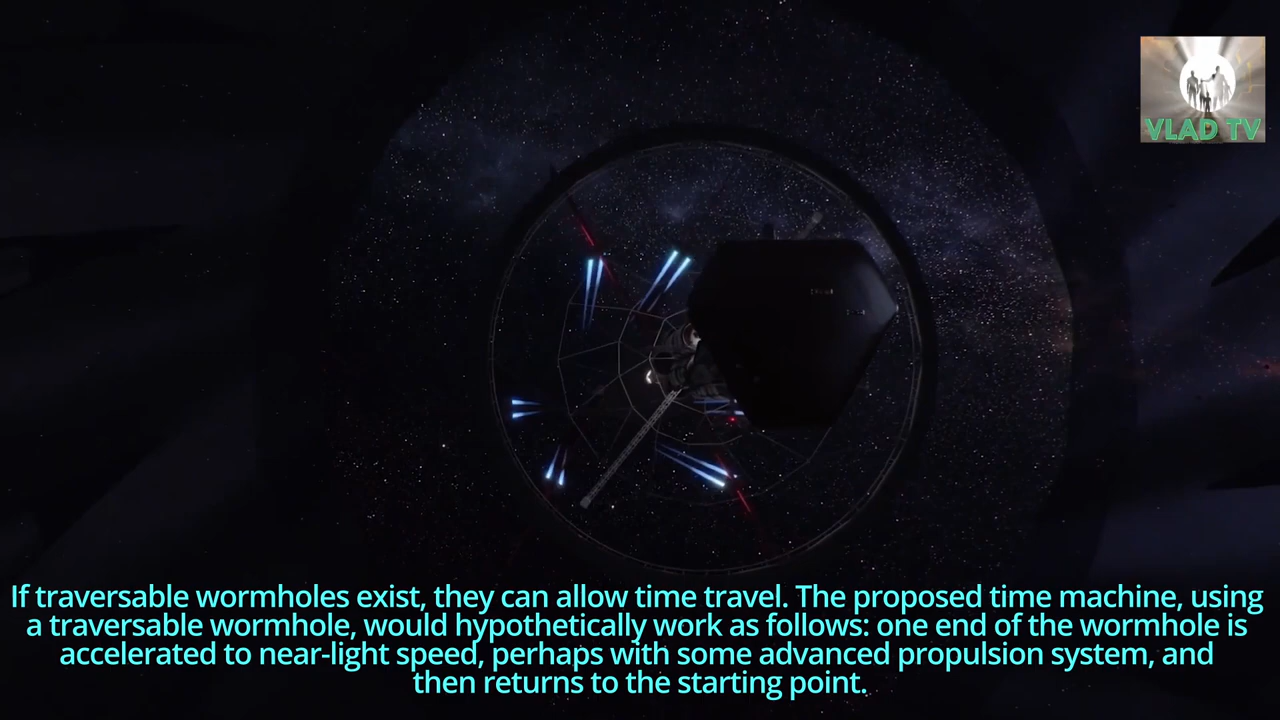 VLAD TV
If traversable wormholes exist, they can allow time travel. The proposed time machine, using
a traversable wormhole, would hypothetically work as follows: one end of the wormhole is
accelerated to near-light speed, perhaps with some advanced propulsion system, and
then returns to the starting point.